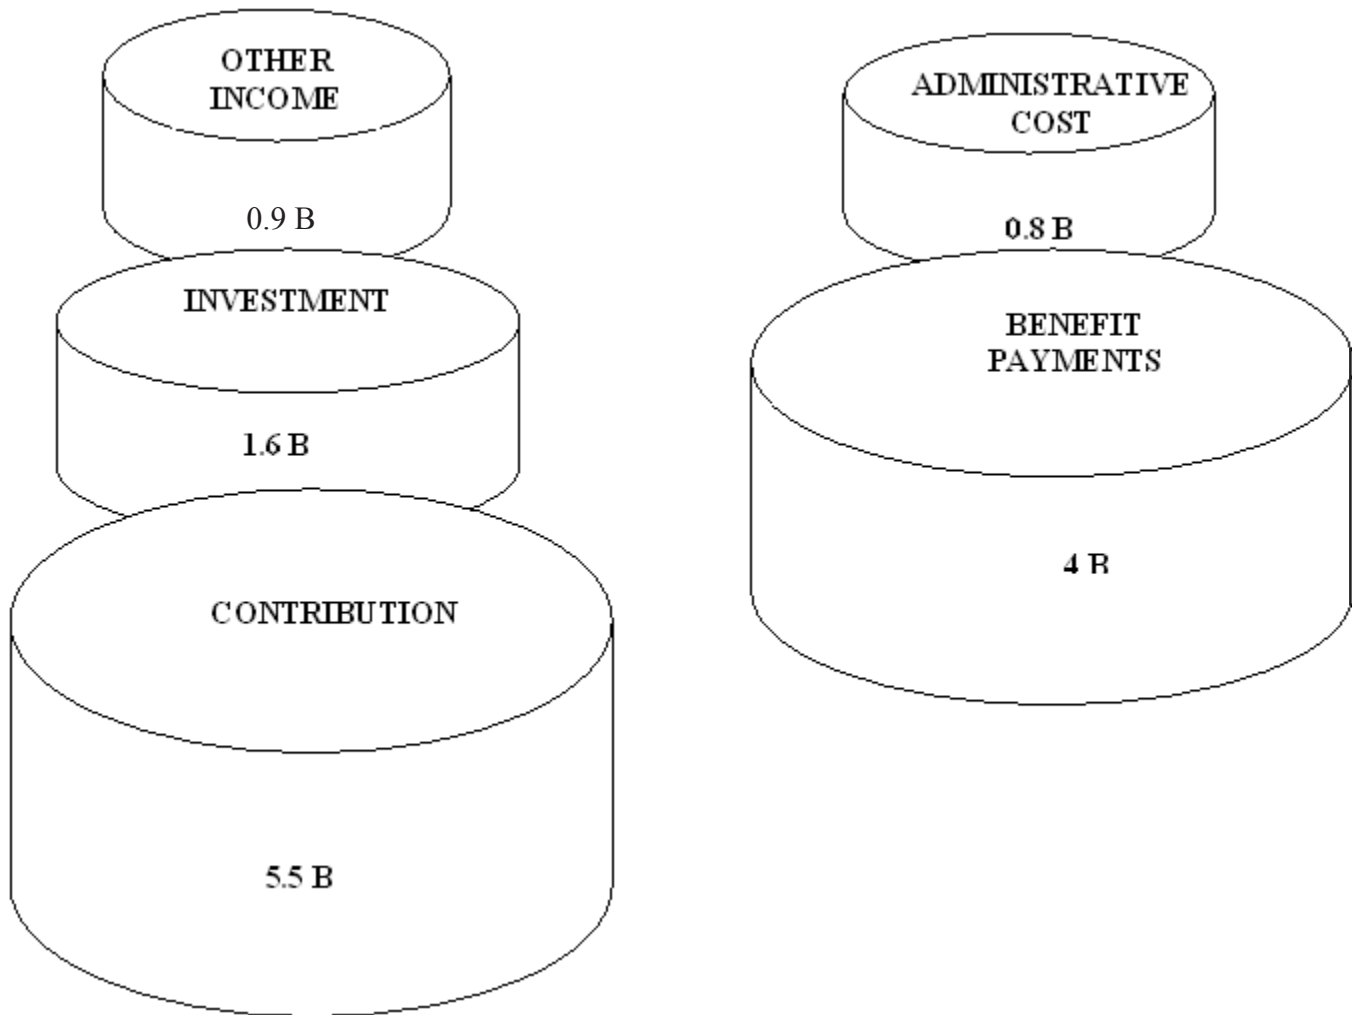 OTHER
INCOME
0.9 B
INVESTMENT
1.6 B
CONTRIBUTION
5.5 B
ADMINISTRATIVE
COST
0.8 B
BENEFIT
PAYMENTS
4 B